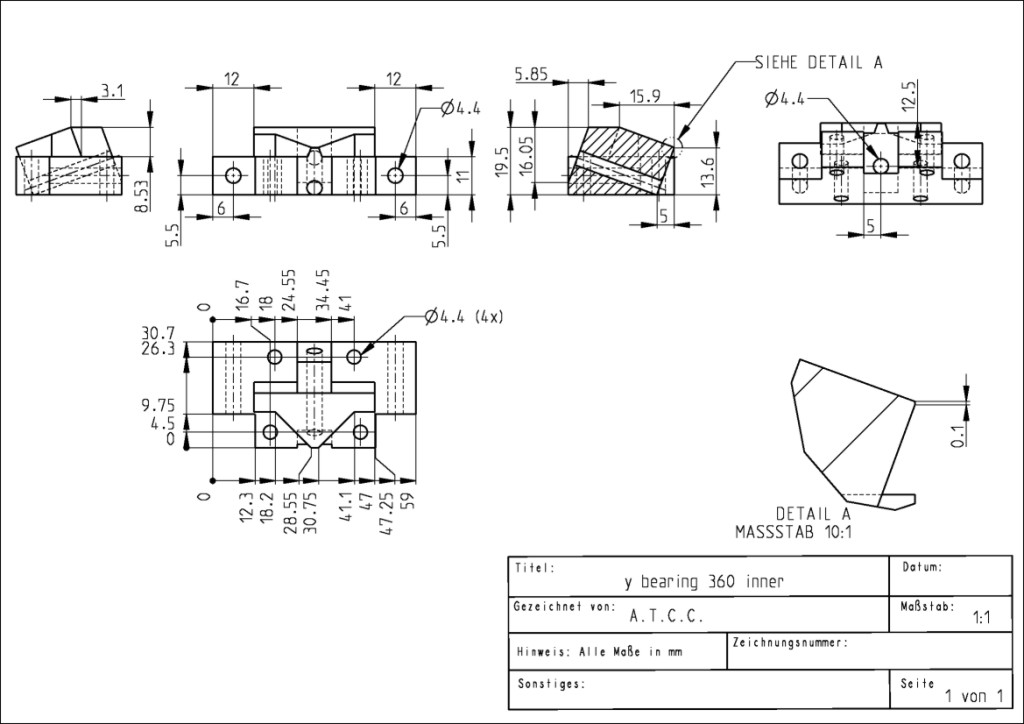 SIEHE DETAIL A
3.1
8.53
12
12
Ø4.4
11
6
6
5.5
5.5
5.85
15.9
19.5
16.05
13.6
5
Ø4.4
12.5
5
0
16.7
18
24.55
34.45
41
Ø4.4 (4x)
30.7
26.3
9.75
4.5
0
0
12.3
18.2
28.55
30.75
41.1
47
47.25
59
0.1
DETAIL A
MASSSTAB 10:1
Titel:
y bearing 360 inner
Datum:
Gezeichnet von:
A.T.C.C.
Maßstab:
1:1
Hinweis: Alle Maße in mm
Zeichnungsnummer:
Sonstiges:
Seite
1 von 1